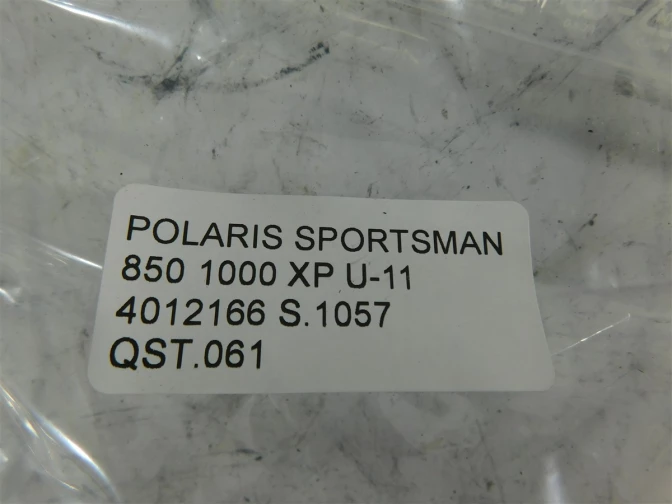 POLARIS SPORTSMAN
850 1000 XP U-11
4012166 S.1057
QST.061